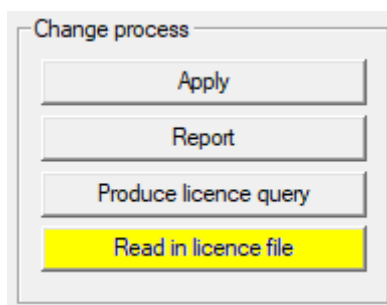 Change process
Apply
Report
Produce licence query
Read in licence file